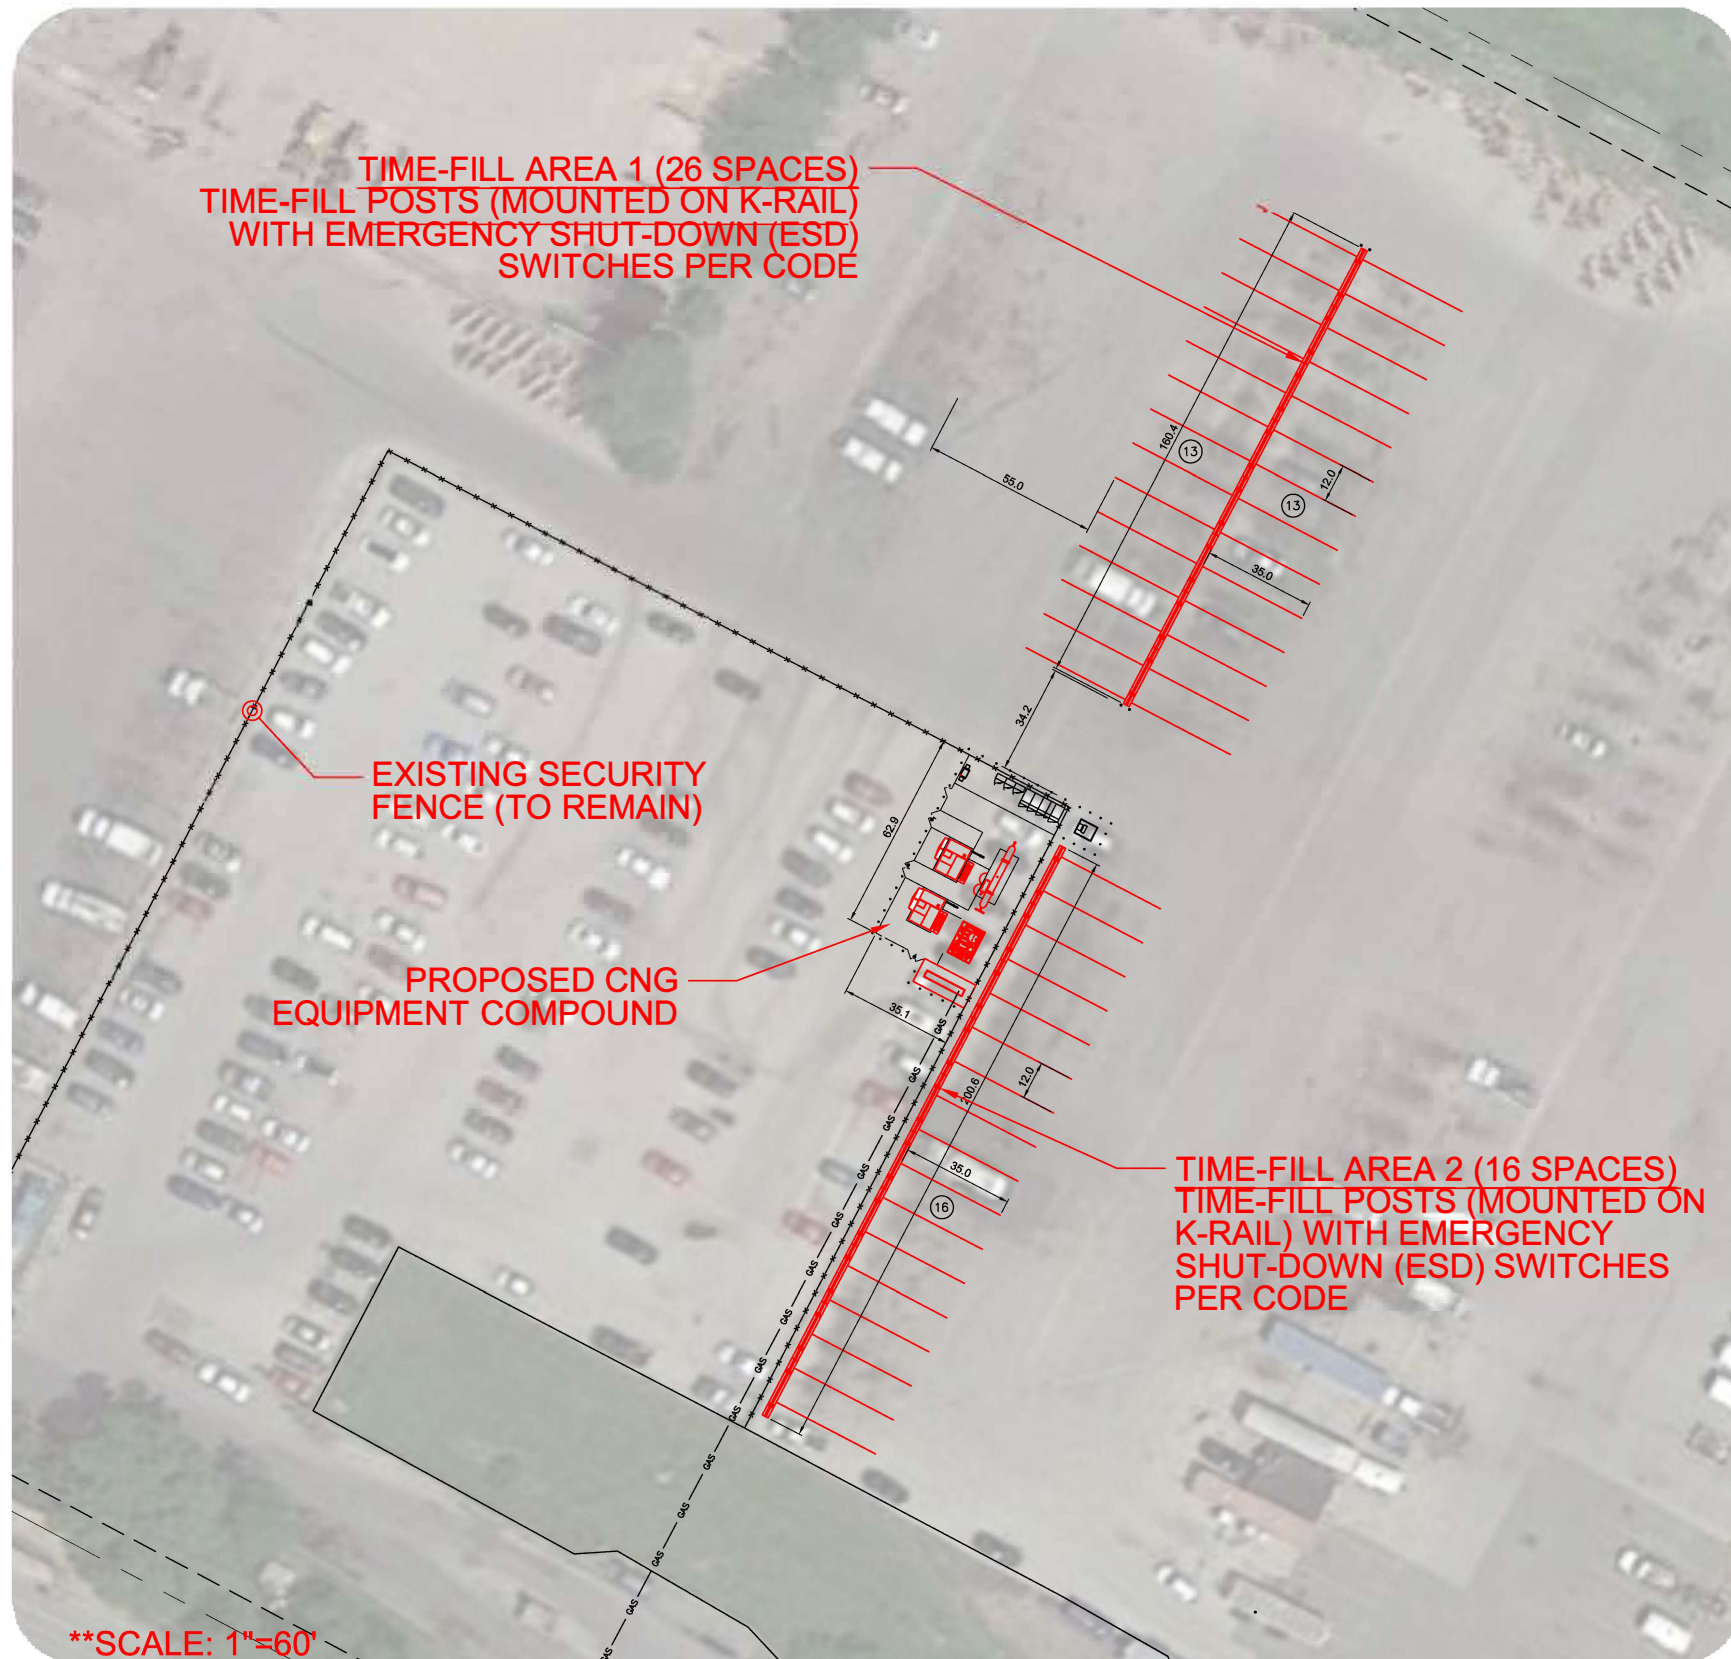 TIME-FILL AREA 1 (26 SPACES)
TIME-FILL POSTS (MOUNTED ON K-RAIL)
WITH EMERGENCY SHUT-DOWN (ESD)
SWITCHES PER CODE
160.4
13
55.0
12.0
13
35.0
34.2
EXISTING SECURITY
FENCE (TO REMAIN)
62.9
PROPOSED CNG
EQUIPMENT COMPOUND
35.1
GAS
GAS
GAS
GAS
GAS
GAS
GAS
GAS
GAS
GAS
GAS
GAS
GAS
GAS
200.6
12.0
35.0
16
TIME-FILL AREA 2 (16 SPACES)
TIME-FILL POSTS (MOUNTED ON
K-RAIL) WITH EMERGENCY
SHUT-DOWN (ESD) SWITCHES
PER CODE
**SCALE: 1"=60'